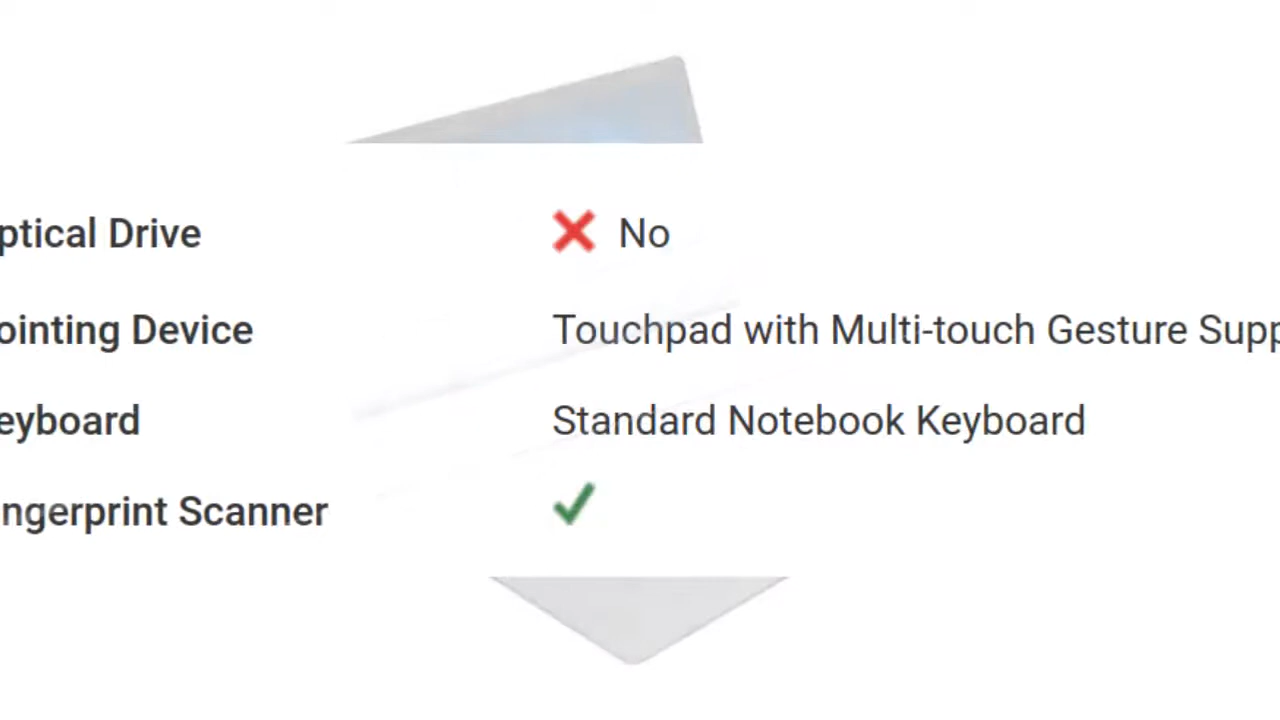 ptical Drive ❌ No
ointing Device Touchpad with Multi-touch Gesture Supp
eyboard Standard Notebook Keyboard
ngerprint Scanner ✔